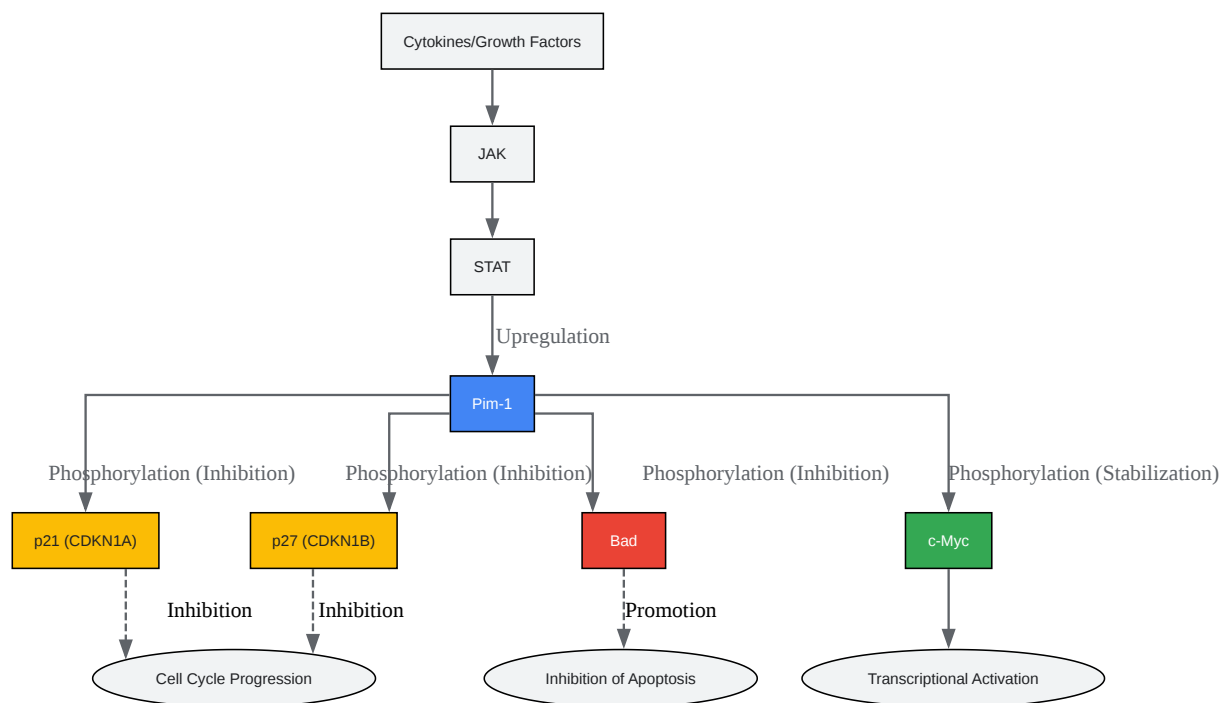 Cytokines/Growth Factors
JAK
STAT
Upregulation
Pim-1
Phosphorylation (Inhibition)
Phosphorylation (Inhibition)
Phosphorylation (Inhibition)
Phosphorylation (Stabilization)
p21 (CDKN1A)
p27 (CDKN1B)
Bad
c-Myc
Inhibition
Inhibition
Promotion
Cell Cycle Progression
Inhibition of Apoptosis
Transcriptional Activation